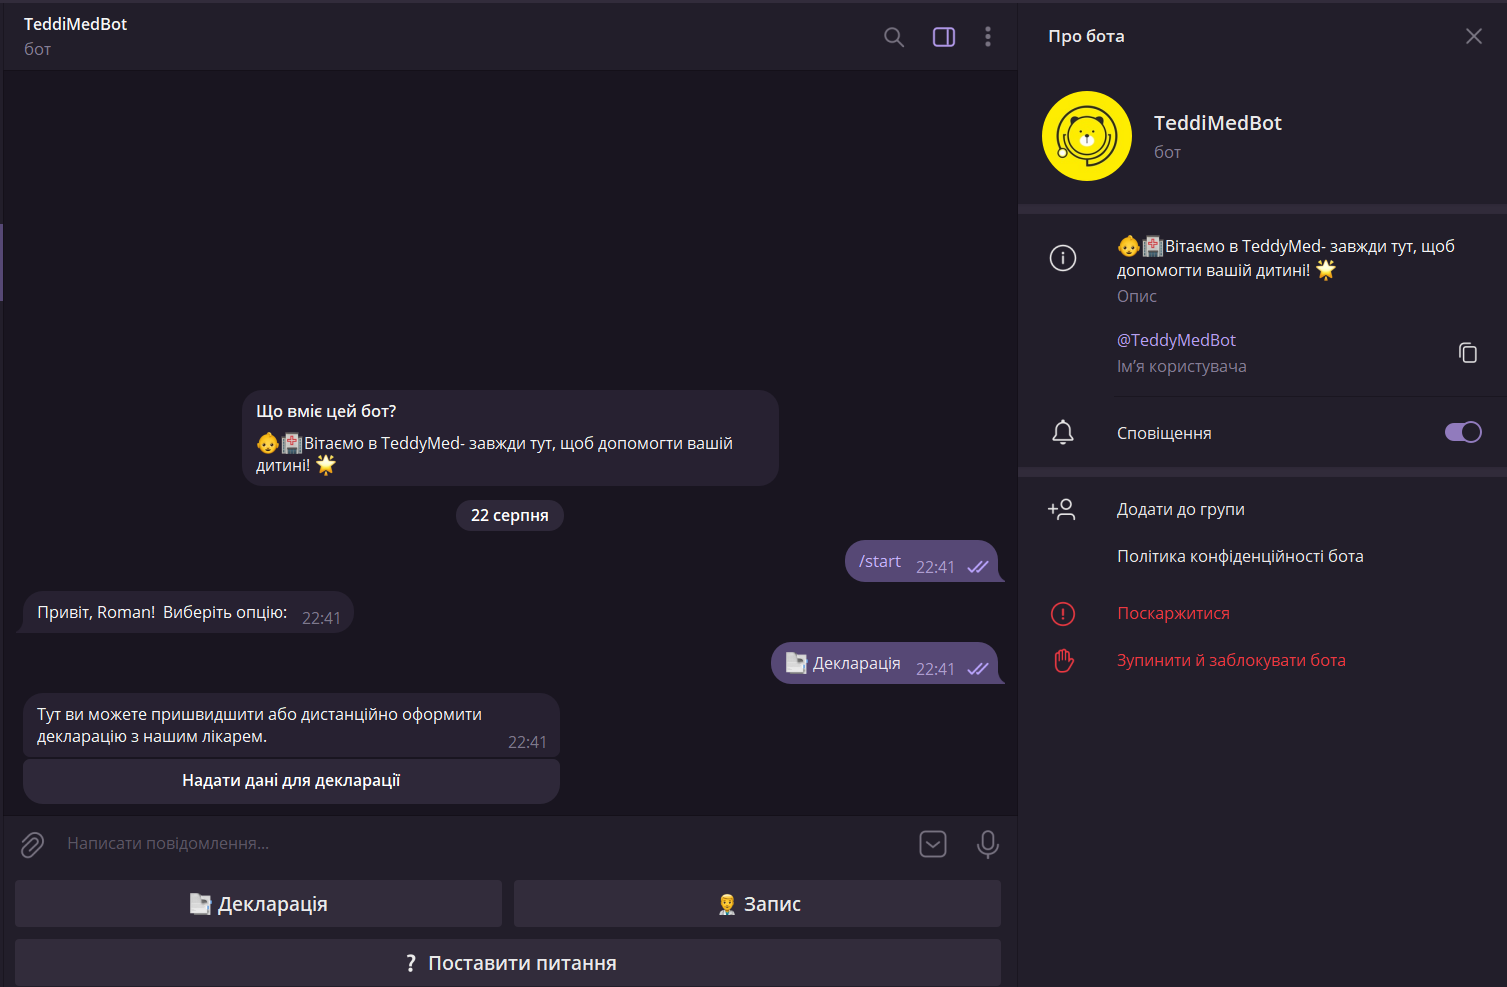 TeddiMedBot
бот
Що вміє цей бот?
👶🏥Вітаємо в TeddyMed- завжди тут, щоб допомогти вашій
дитині! 🌟
22 серпня
/start 22:41
Привіт, Roman! Виберіть опцію: 22:41
📑 Декларація 22:41
Тут ви можете пришвидшити або дистанційно оформити
декларацію з нашим лікарем. 22:41
Надати дані для декларації
Написати повідомлення...
📑 Декларація
👨‍⚕️ Запис
❔ Поставити питання
Про бота
TeddiMedBot
бот
👶🏥Вітаємо в TeddyMed- завжди тут, щоб
допомогти вашій дитині! 🌟
Опис
@TeddyMedBot
Ім’я користувача
Сповіщення
Додати до групи
Політика конфіденційності бота
Поскаржитися
Зупинити й заблокувати бота